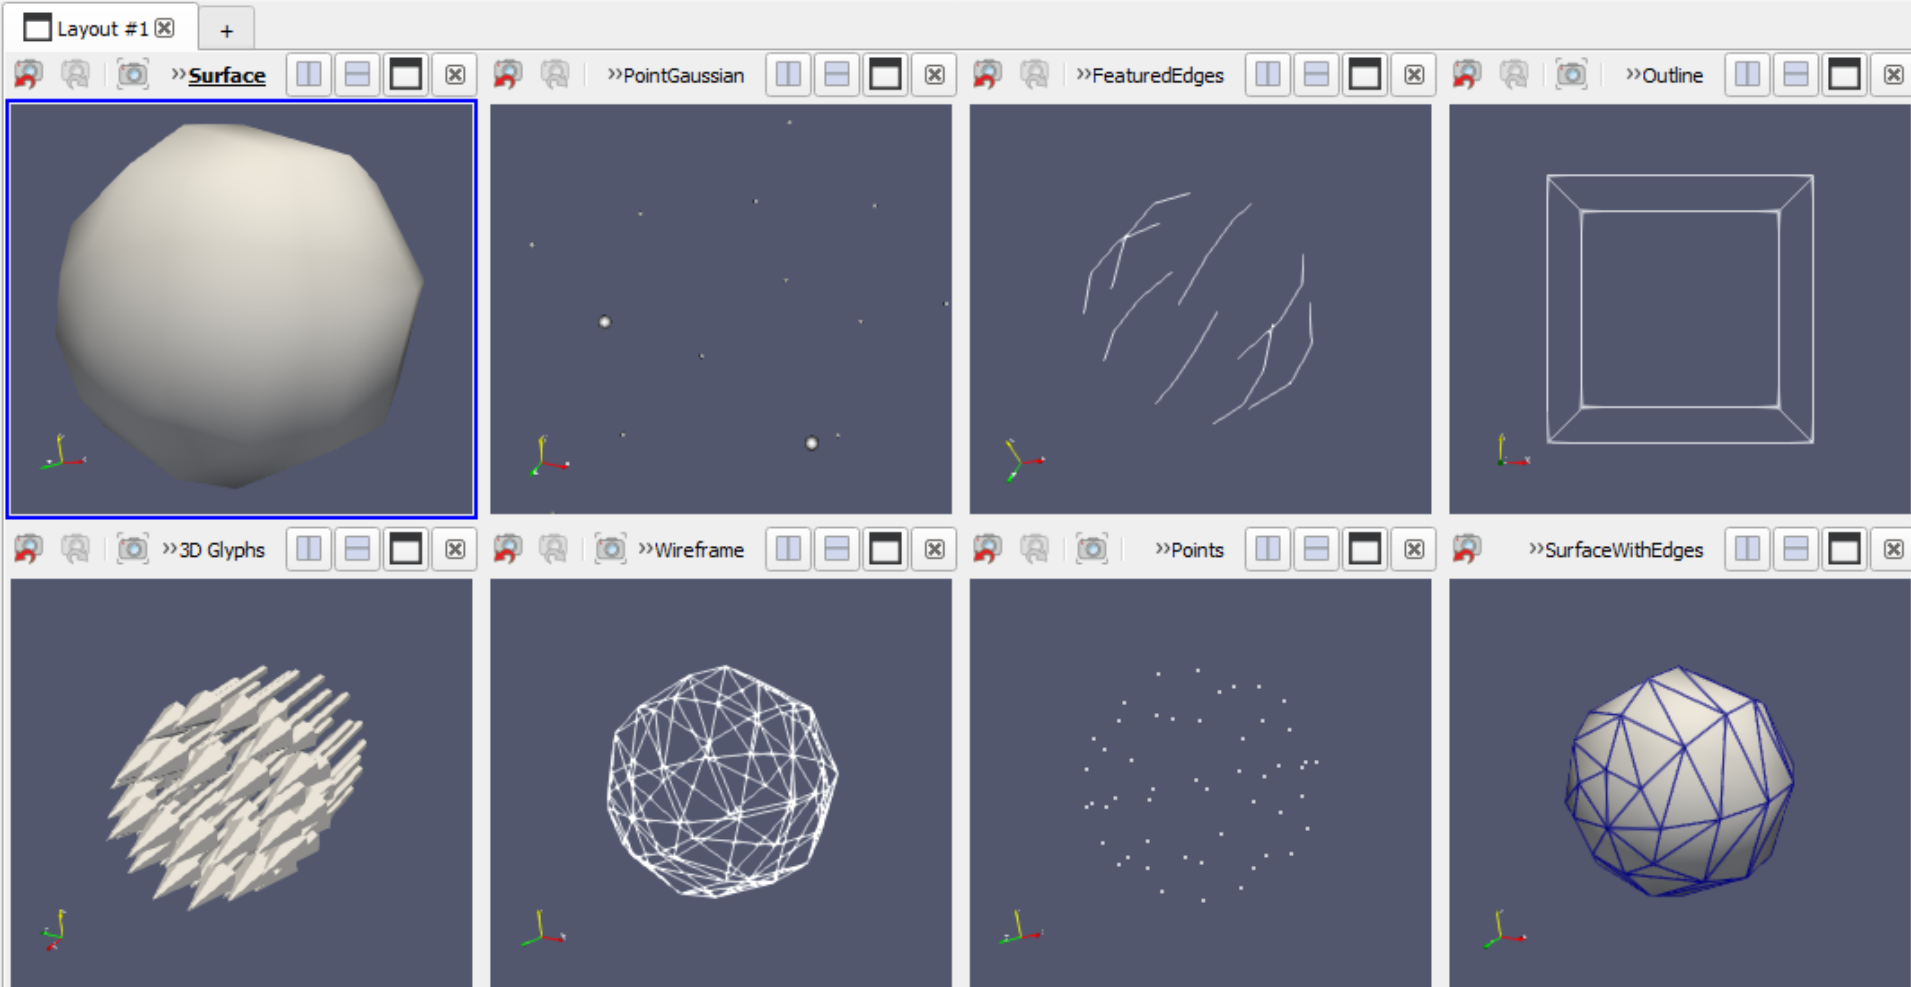 Layout #1
+
»Surface
»PointGaussian
»FeaturedEdges
»Outline
»3D Glyphs
»Wireframe
»Points
»SurfaceWithEdges